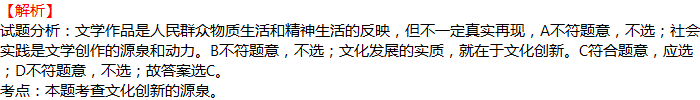 【解析】
试题分析：文学作品是人民群众物质生活和精神生活的反映，但不一定真实再现，A不符题意，不选；社会
实践是文学创作的源泉和动力。B不符题意，不选；文化发展的实质，就在于文化创新。C符合题意，应选
；D不符题意，不选；故答案选C。
考点：本题考查文化创新的源泉。